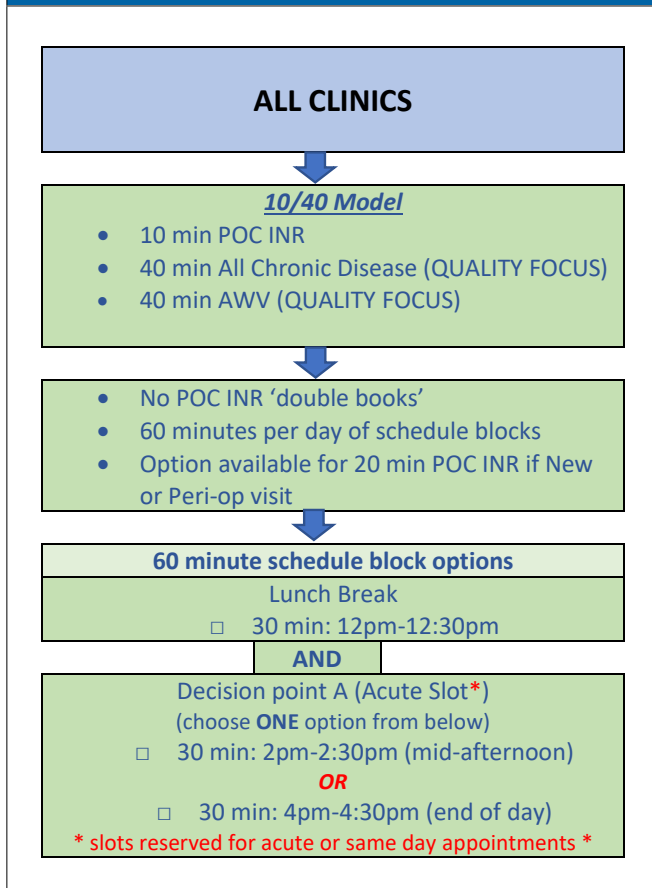 ALL CLINICS
10/40 Model
• 10 min POC INR
• 40 min All Chronic Disease (QUALITY FOCUS)
• 40 min AWV (QUALITY FOCUS)
• No POC INR ‘double books’
• 60 minutes per day of schedule blocks
• Option available for 20 min POC INR if New
or Peri-op visit
60 minute schedule block options
Lunch Break
□ 30 min: 12pm-12:30pm
AND
Decision point A (Acute Slot*)
(choose ONE option from below)
□ 30 min: 2pm-2:30pm (mid-afternoon)
OR
□ 30 min: 4pm-4:30pm (end of day)
* slots reserved for acute or same day appointments *